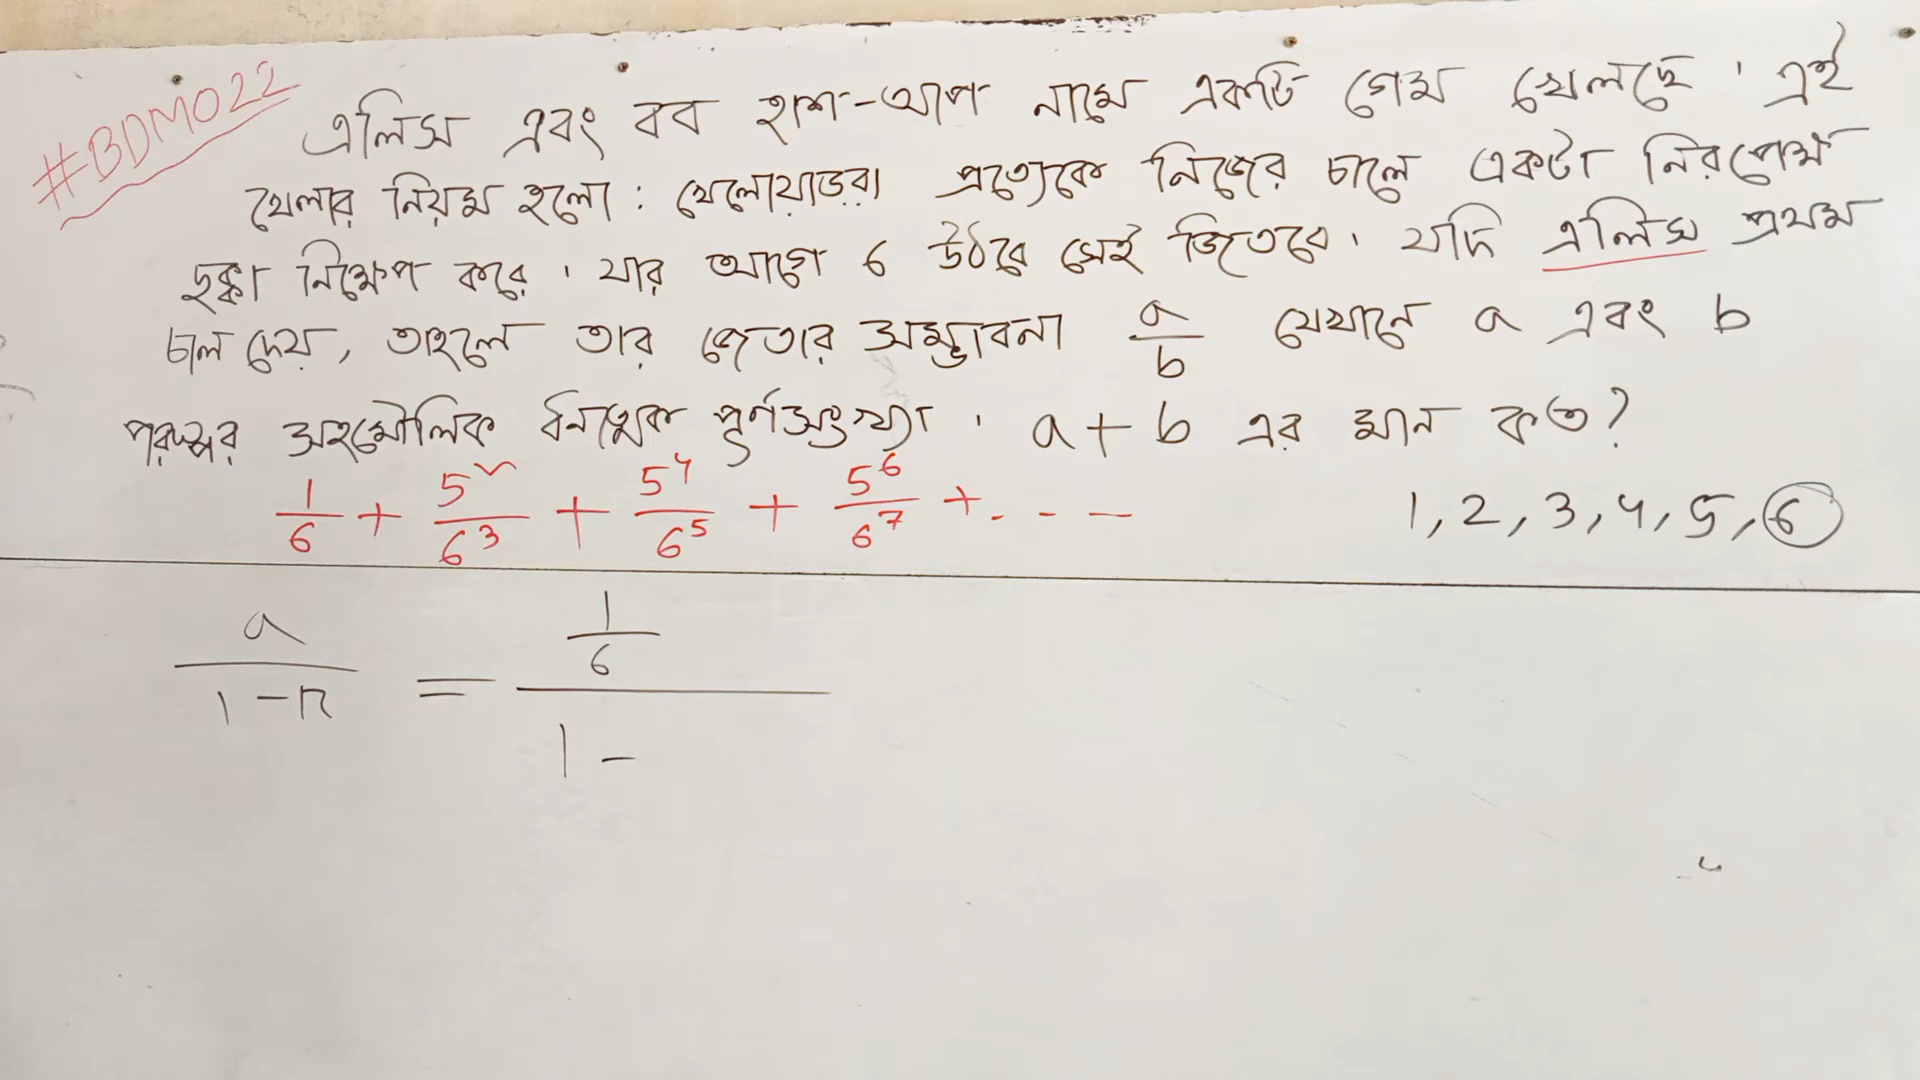 #BDMO22
এলিস এবং বব হাশ-আপ নামে একটি গেম খেলছে। এই
খেলার নিয়ম হলো: খেলোয়াড়রা প্রত্যেকে নিজের চালে একটা নিরপেক্ষ
ছক্কা নিক্ষেপ করে। যার আগে 6 উঠবে সেই জিতবে। যদি এলিস প্রথম
চাল দেয়, তাহলে তার জেতার সম্ভাবনা a/b যেখানে a এবং b
পরস্পর সহমৌলিক ধনাত্মক পূর্ণসংখ্যা। a+b এর মান কত?
1/6 + 5²/6³ + 5⁴/6⁵ + 5⁶/6⁷ + - - -
1, 2, 3, 4, 5, 6
a/(1-r) = (1/6)/(1-